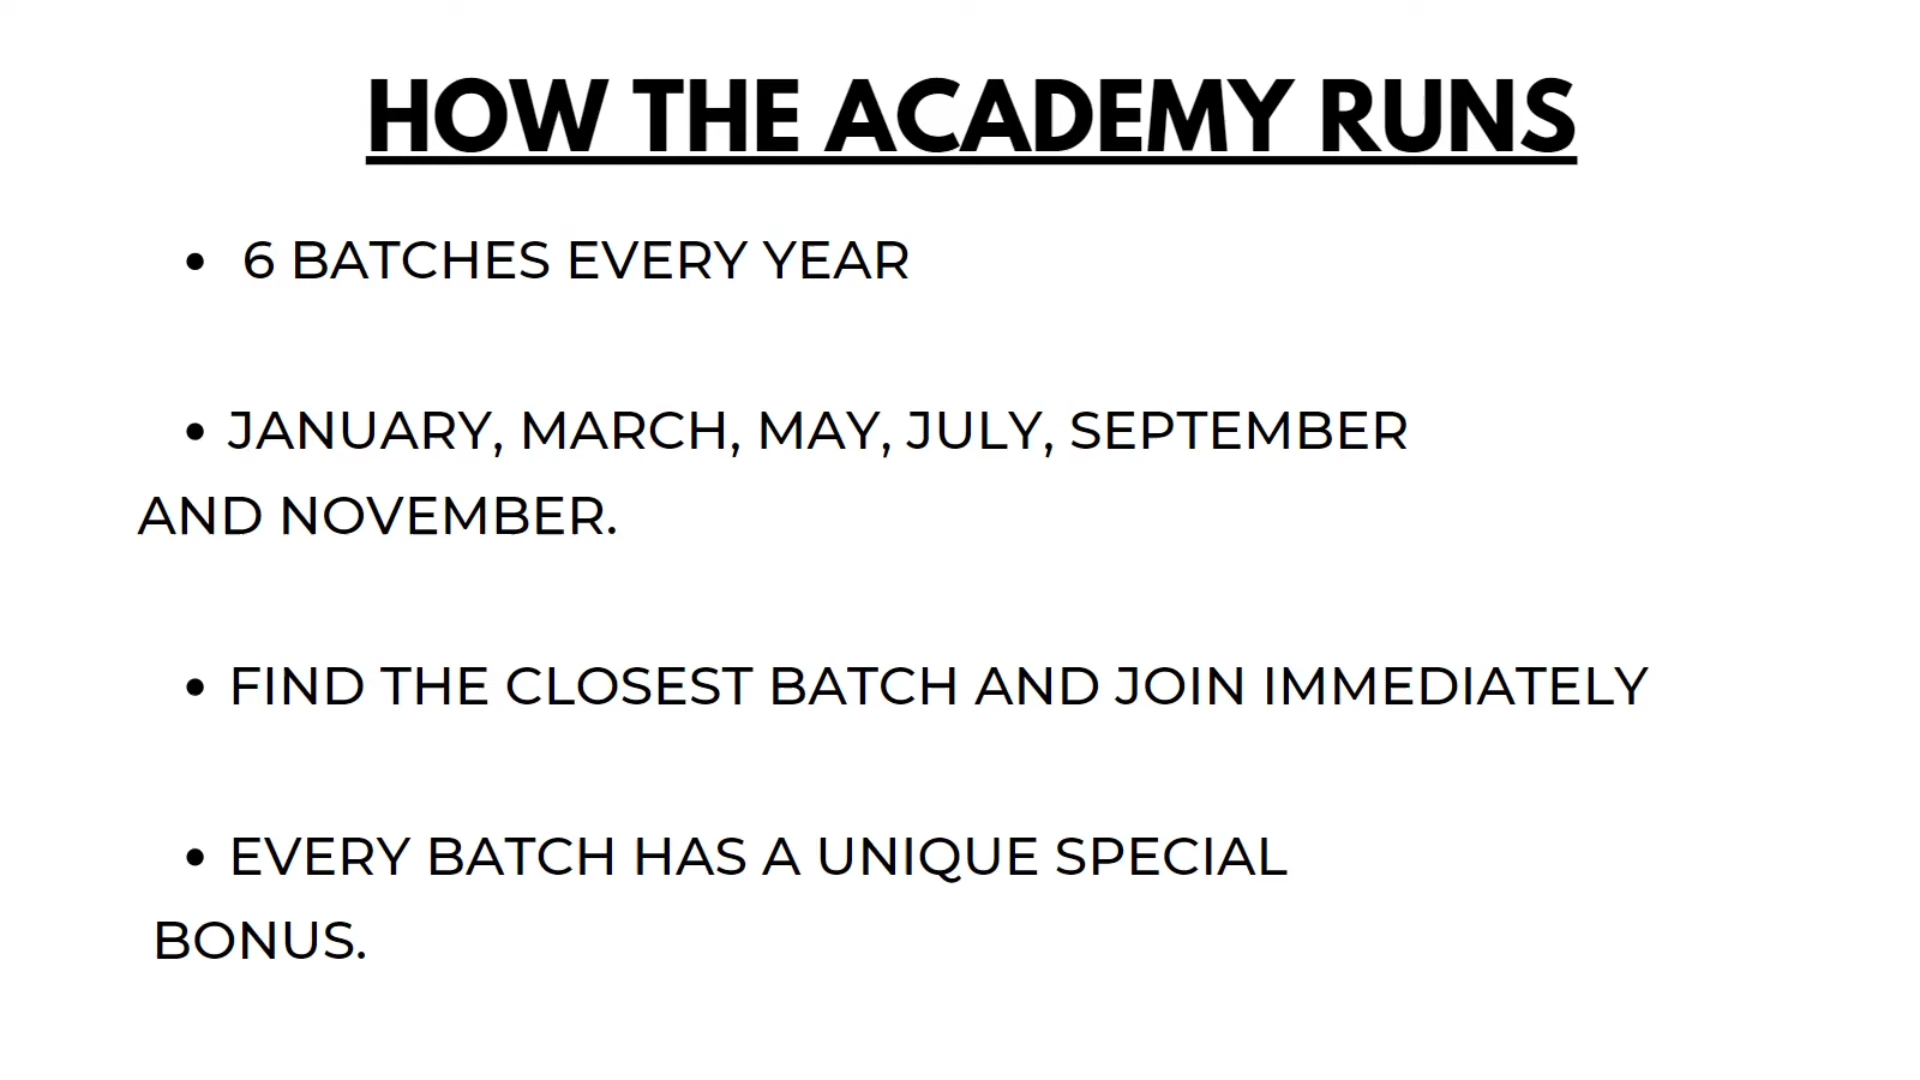 HOW THE ACADEMY RUNS
• 6 BATCHES EVERY YEAR
• JANUARY, MARCH, MAY, JULY, SEPTEMBER
AND NOVEMBER.
• FIND THE CLOSEST BATCH AND JOIN IMMEDIATELY
• EVERY BATCH HAS A UNIQUE SPECIAL
BONUS.